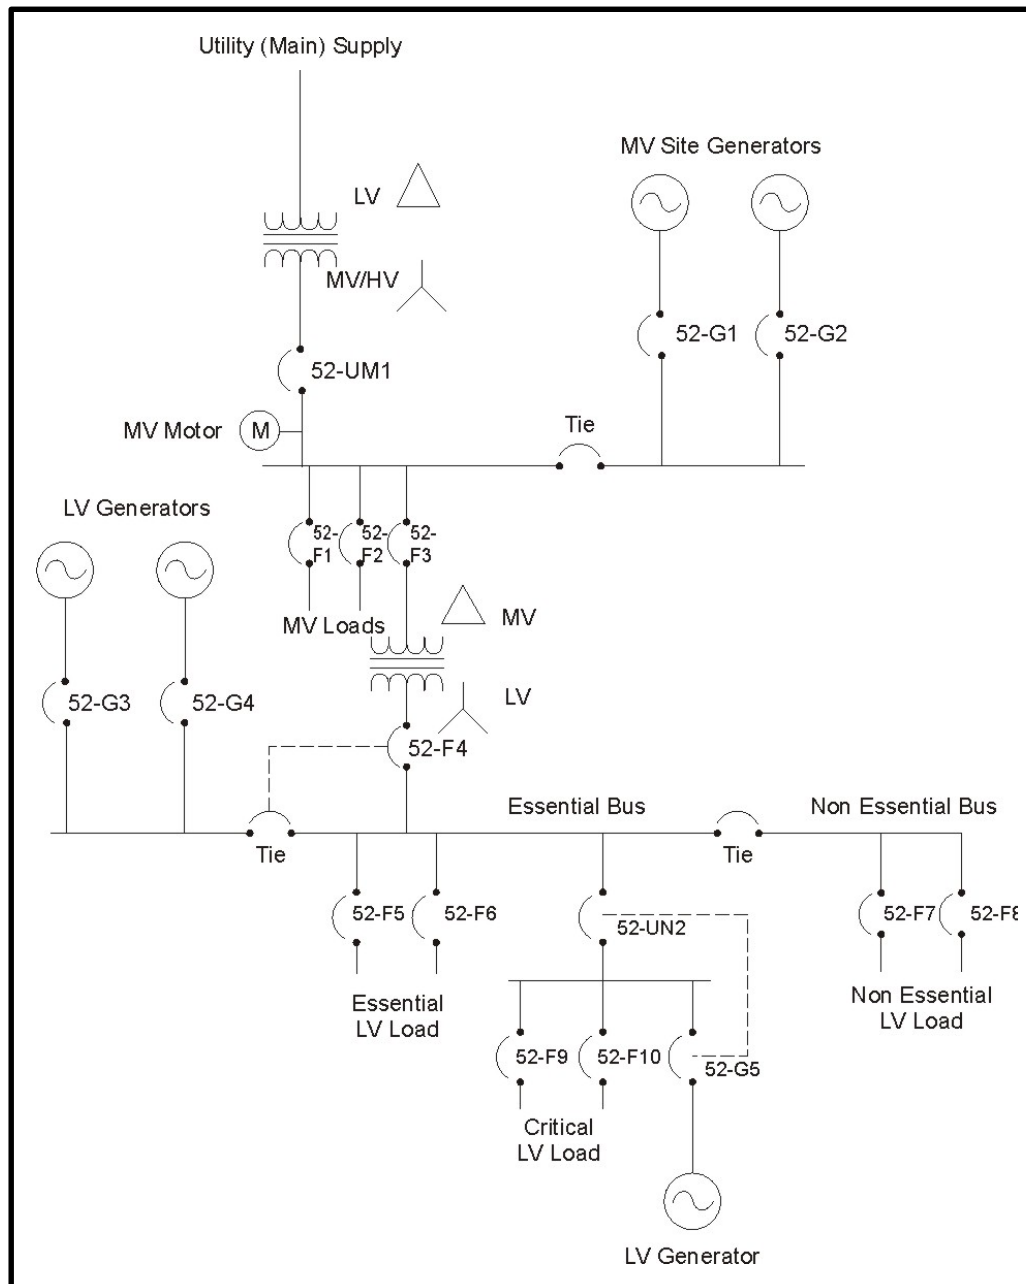 Utility (Main) Supply
MV Site Generators
LV
MV/HV
52-G1
52-G2
52-UM1
MV Motor
M
Tie
LV Generators
52-
F1
52-
F2
52-
F3
MV Loads
MV
LV
52-G3
52-G4
52-F4
Essential Bus
Non Essential Bus
Tie
Tie
52-F5
52-F6
52-UN2
52-F7
52-F8
Essential
LV Load
Non Essential
LV Load
52-F9
52-F10
52-G5
Critical
LV Load
LV Generator